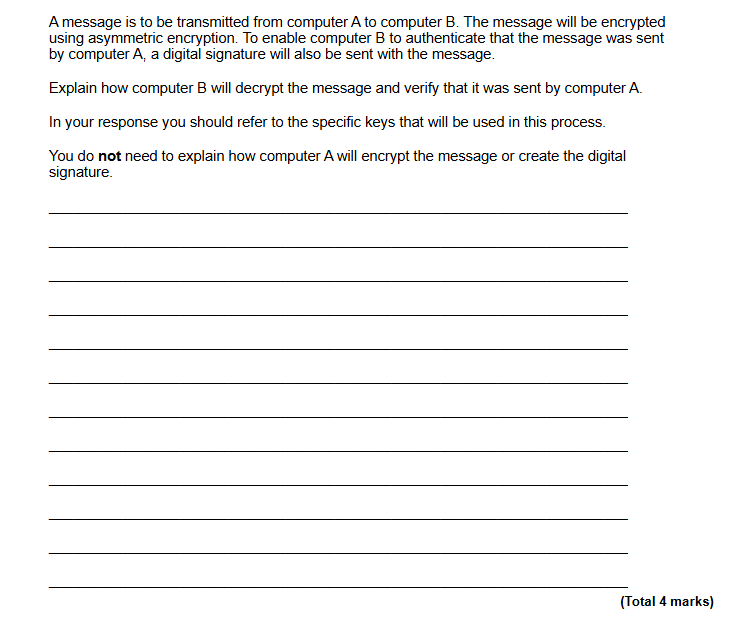 A message is to be transmitted from computer A to computer B. The message will be encrypted
using asymmetric encryption. To enable computer B to authenticate that the message was sent
by computer A, a digital signature will also be sent with the message.
Explain how computer B will decrypt the message and verify that it was sent by computer A.
In your response you should refer to the specific keys that will be used in this process.
You do not need to explain how computer A will encrypt the message or create the digital
signature.
(Total 4 marks)